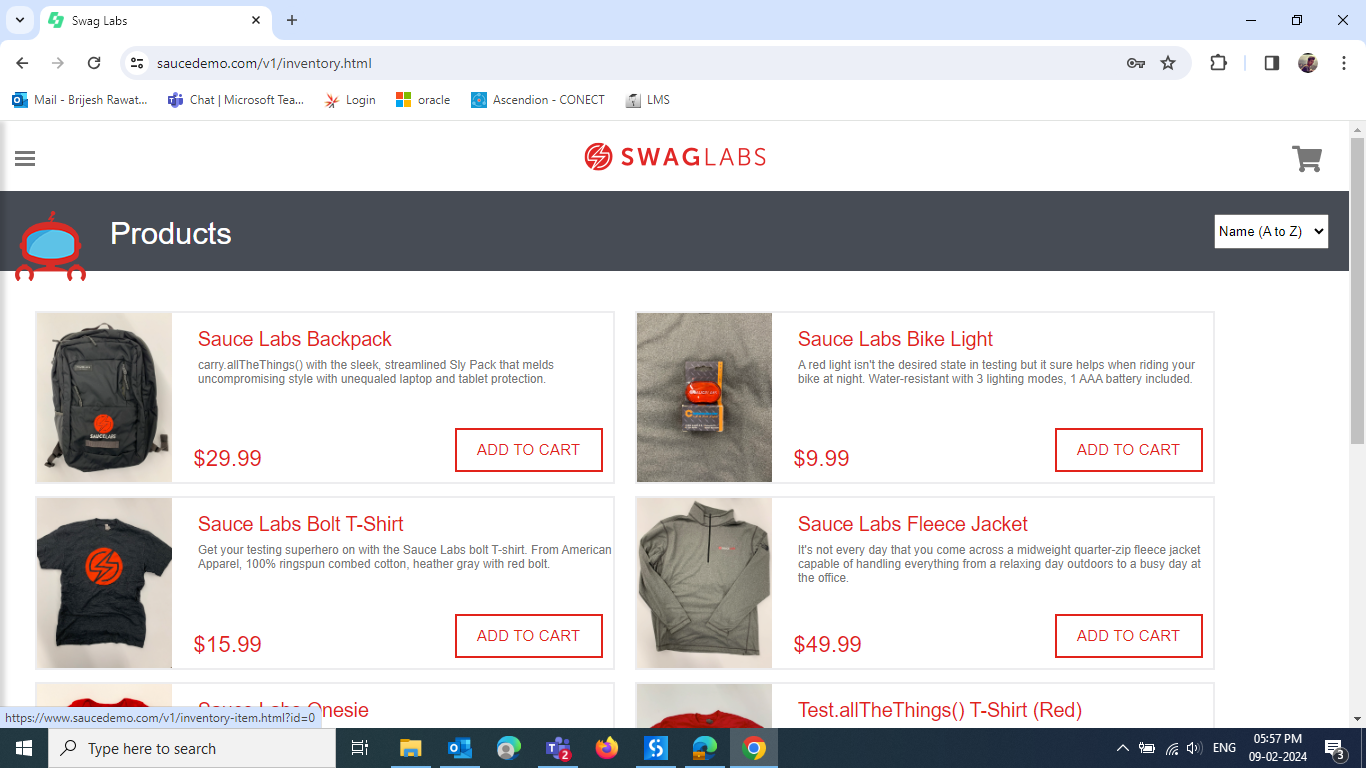 Swag Labs
saucedemo.com/v1/inventory.html
Mail - Brijesh Rawat...
Chat | Microsoft Tea...
Login
oracle
Ascendion - CONECT
LMS
SWAGLABS
Products
Name (A to Z)
Sauce Labs Backpack
carry.allTheThings() with the sleek, streamlined Sly Pack that melds
uncompromising style with unequaled laptop and tablet protection.
$29.99
ADD TO CART
Sauce Labs Bike Light
A red light isn't the desired state in testing but it sure helps when riding your
bike at night. Water-resistant with 3 lighting modes, 1 AAA battery included.
$9.99
ADD TO CART
SAUCELABS
Sauce Labs Bolt T-Shirt
Get your testing superhero on with the Sauce Labs bolt T-shirt. From American
Apparel, 100% ringspun combed cotton, heather gray with red bolt.
$15.99
ADD TO CART
Sauce Labs Fleece Jacket
It's not every day that you come across a midweight quarter-zip fleece jacket
capable of handling everything from a relaxing day outdoors to a busy day at
the office.
$49.99
ADD TO CART
Sauce Labs Onesie
Test.allTheThings() T-Shirt (Red)
https://www.saucedemo.com/v1/inventory-item.html?id=0
Type here to search
2
ENG
05:57 PM
09-02-2024
3